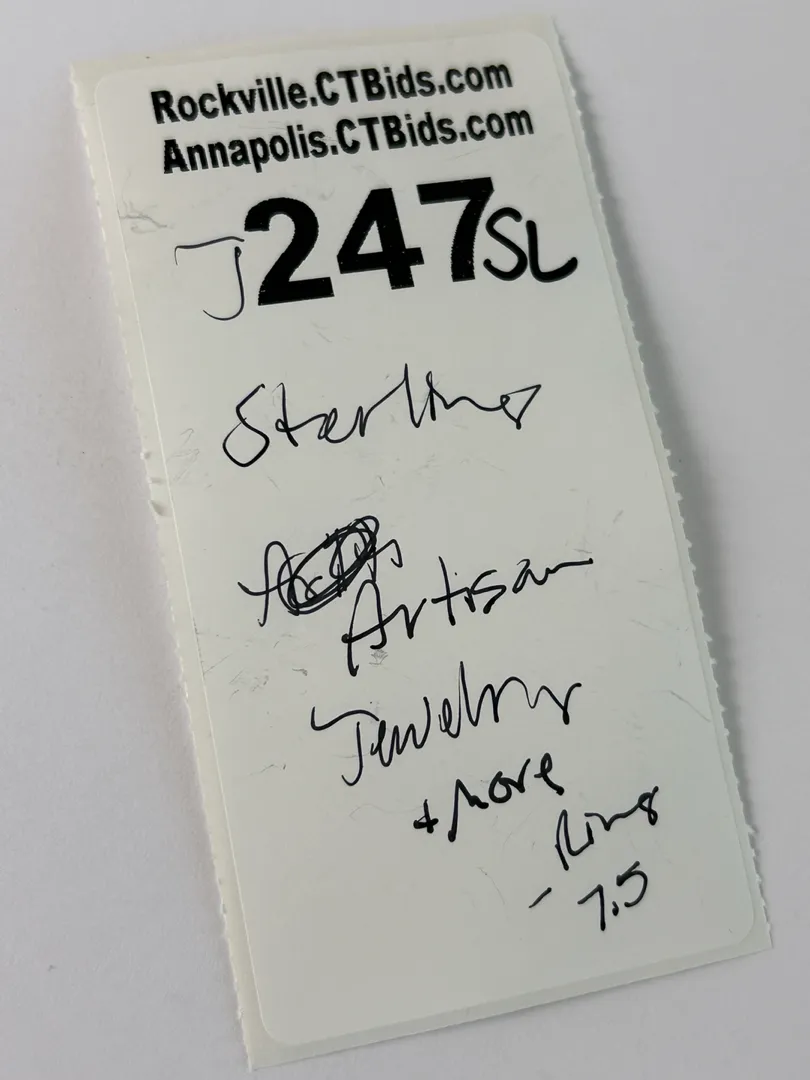 Rockville.CTBids.com
Annapolis.CTBids.com
J247SL
Sterling
Artisan
Jewelry
+ More
- Ring
7.5